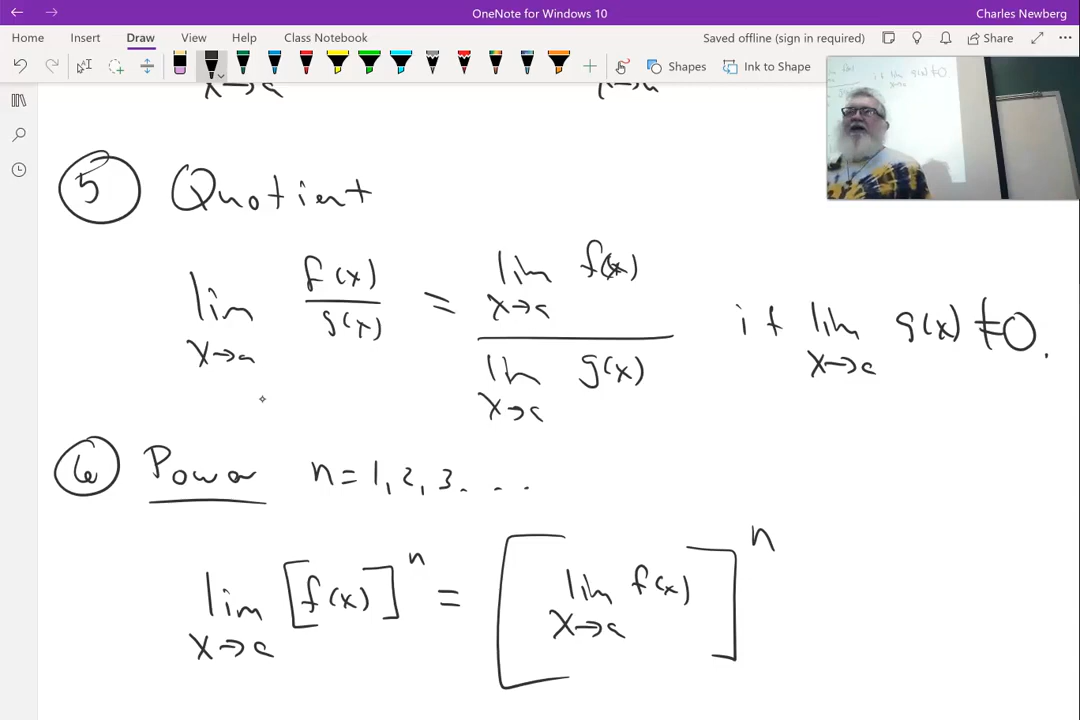 OneNote for Windows 10
Charles Newberg
Home Insert Draw View Help Class Notebook
Saved offline (sign in required) Share
Shapes Ink to Shape
x→a x→a
5 Quotient
lim x→a f(x)/g(x) = lim x→a f(x) / lim x→a g(x) if lim x→a g(x) ≠ 0.
6 Power n = 1, 2, 3. . . .
lim x→a [f(x)]^n = [lim x→a f(x)]^n